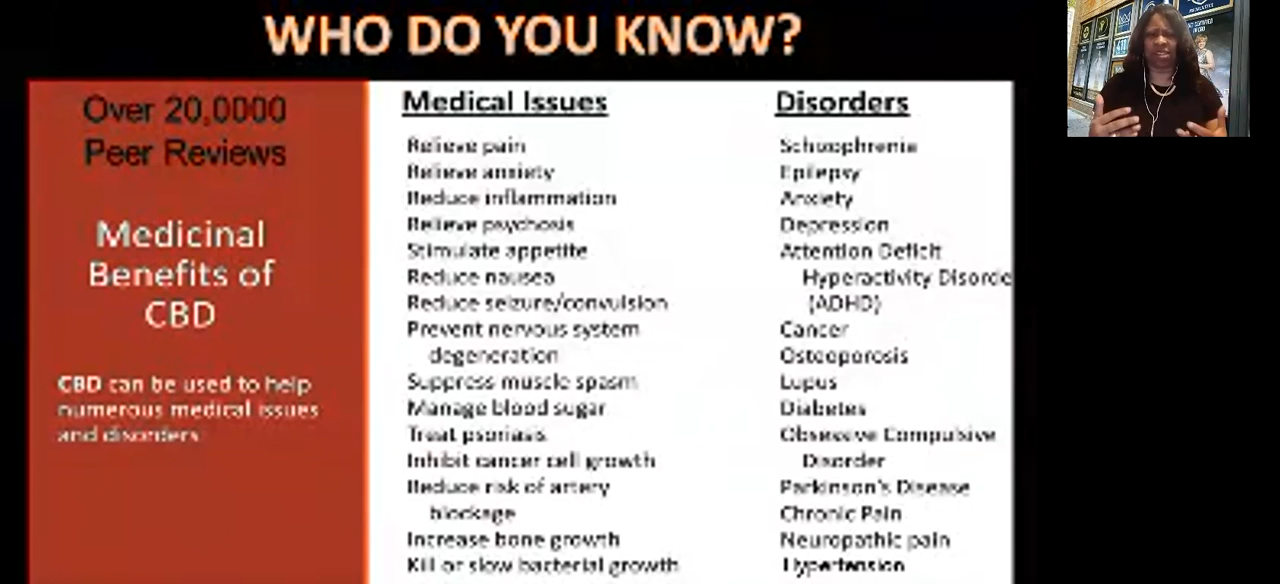 WHO DO YOU KNOW?
Over 20,0000
Peer Reviews
Medicinal
Benefits of
CBD
CBD can be used to help
numerous medical issues
and disorders
Medical Issues
Relieve pain
Relieve anxiety
Reduce inflammation
Relieve psychosis
Stimulate appetite
Reduce nausea
Reduce seizure/convulsion
Prevent nervous system
degeneration
Suppress muscle spasm
Manage blood sugar
Treat psoriasis
Inhibit cancer cell growth
Reduce risk of artery
blockage
Increase bone growth
Kill or slow bacterial growth
Disorders
Schizophrenia
Epilepsy
Anxiety
Depression
Attention Deficit
Hyperactivity Disorde
(ADHD)
Cancer
Osteoporosis
Lupus
Diabetes
Obsessive Compulsive
Disorder
Parkinson's Disease
Chronic Pain
Neuropathic pain
Hypertension